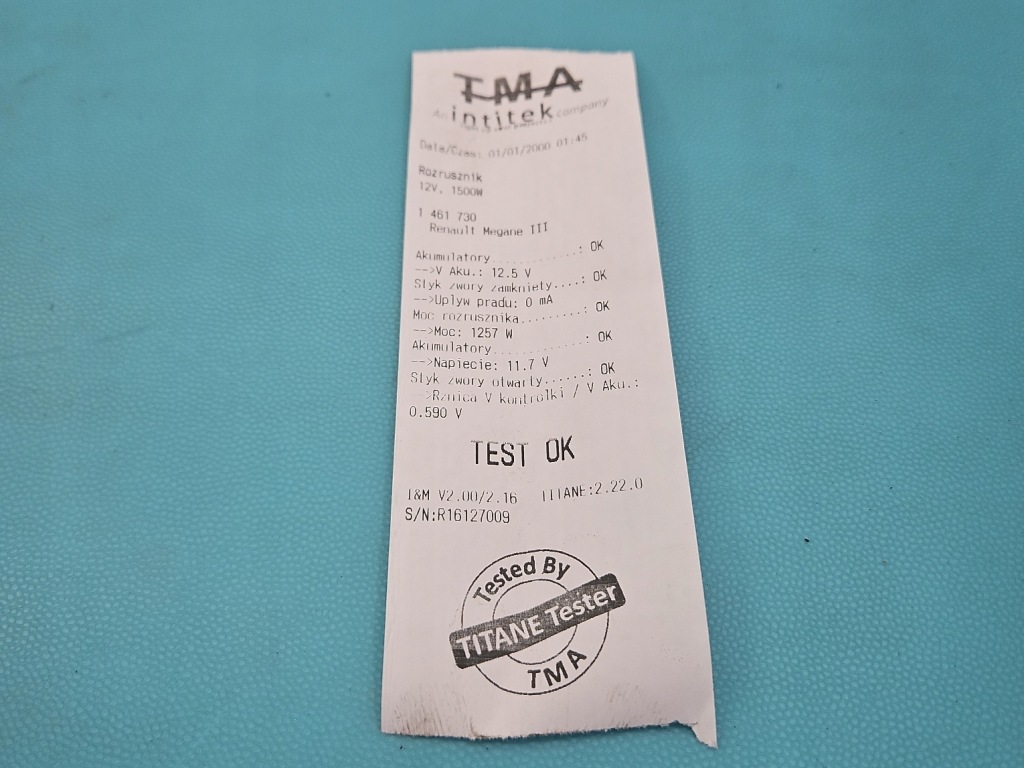 TMA
intitek company
Data/Czas: 01/01/2000 01:45
Rozrusznik
12V, 1500W
1 461 730
Renault Megane III
Akumulatory..............: OK
-->V Aku.: 12.5 V
Styk zwory zamkniety....: OK
-->Uplyw pradu: 0 mA
Moc rozrusznika.........: OK
-->Moc: 1257 W
Akumulatory..............: OK
-->Napiecie: 11.7 V
Styk zwory otwarty......: OK
-->Rznica V kontrolki / V Aku.:
0.590 V
TEST OK
I&M V2.00/2.16 TITANE:2.22.0
S/N:R16127009
Tested By
TITANE Tester
TMA